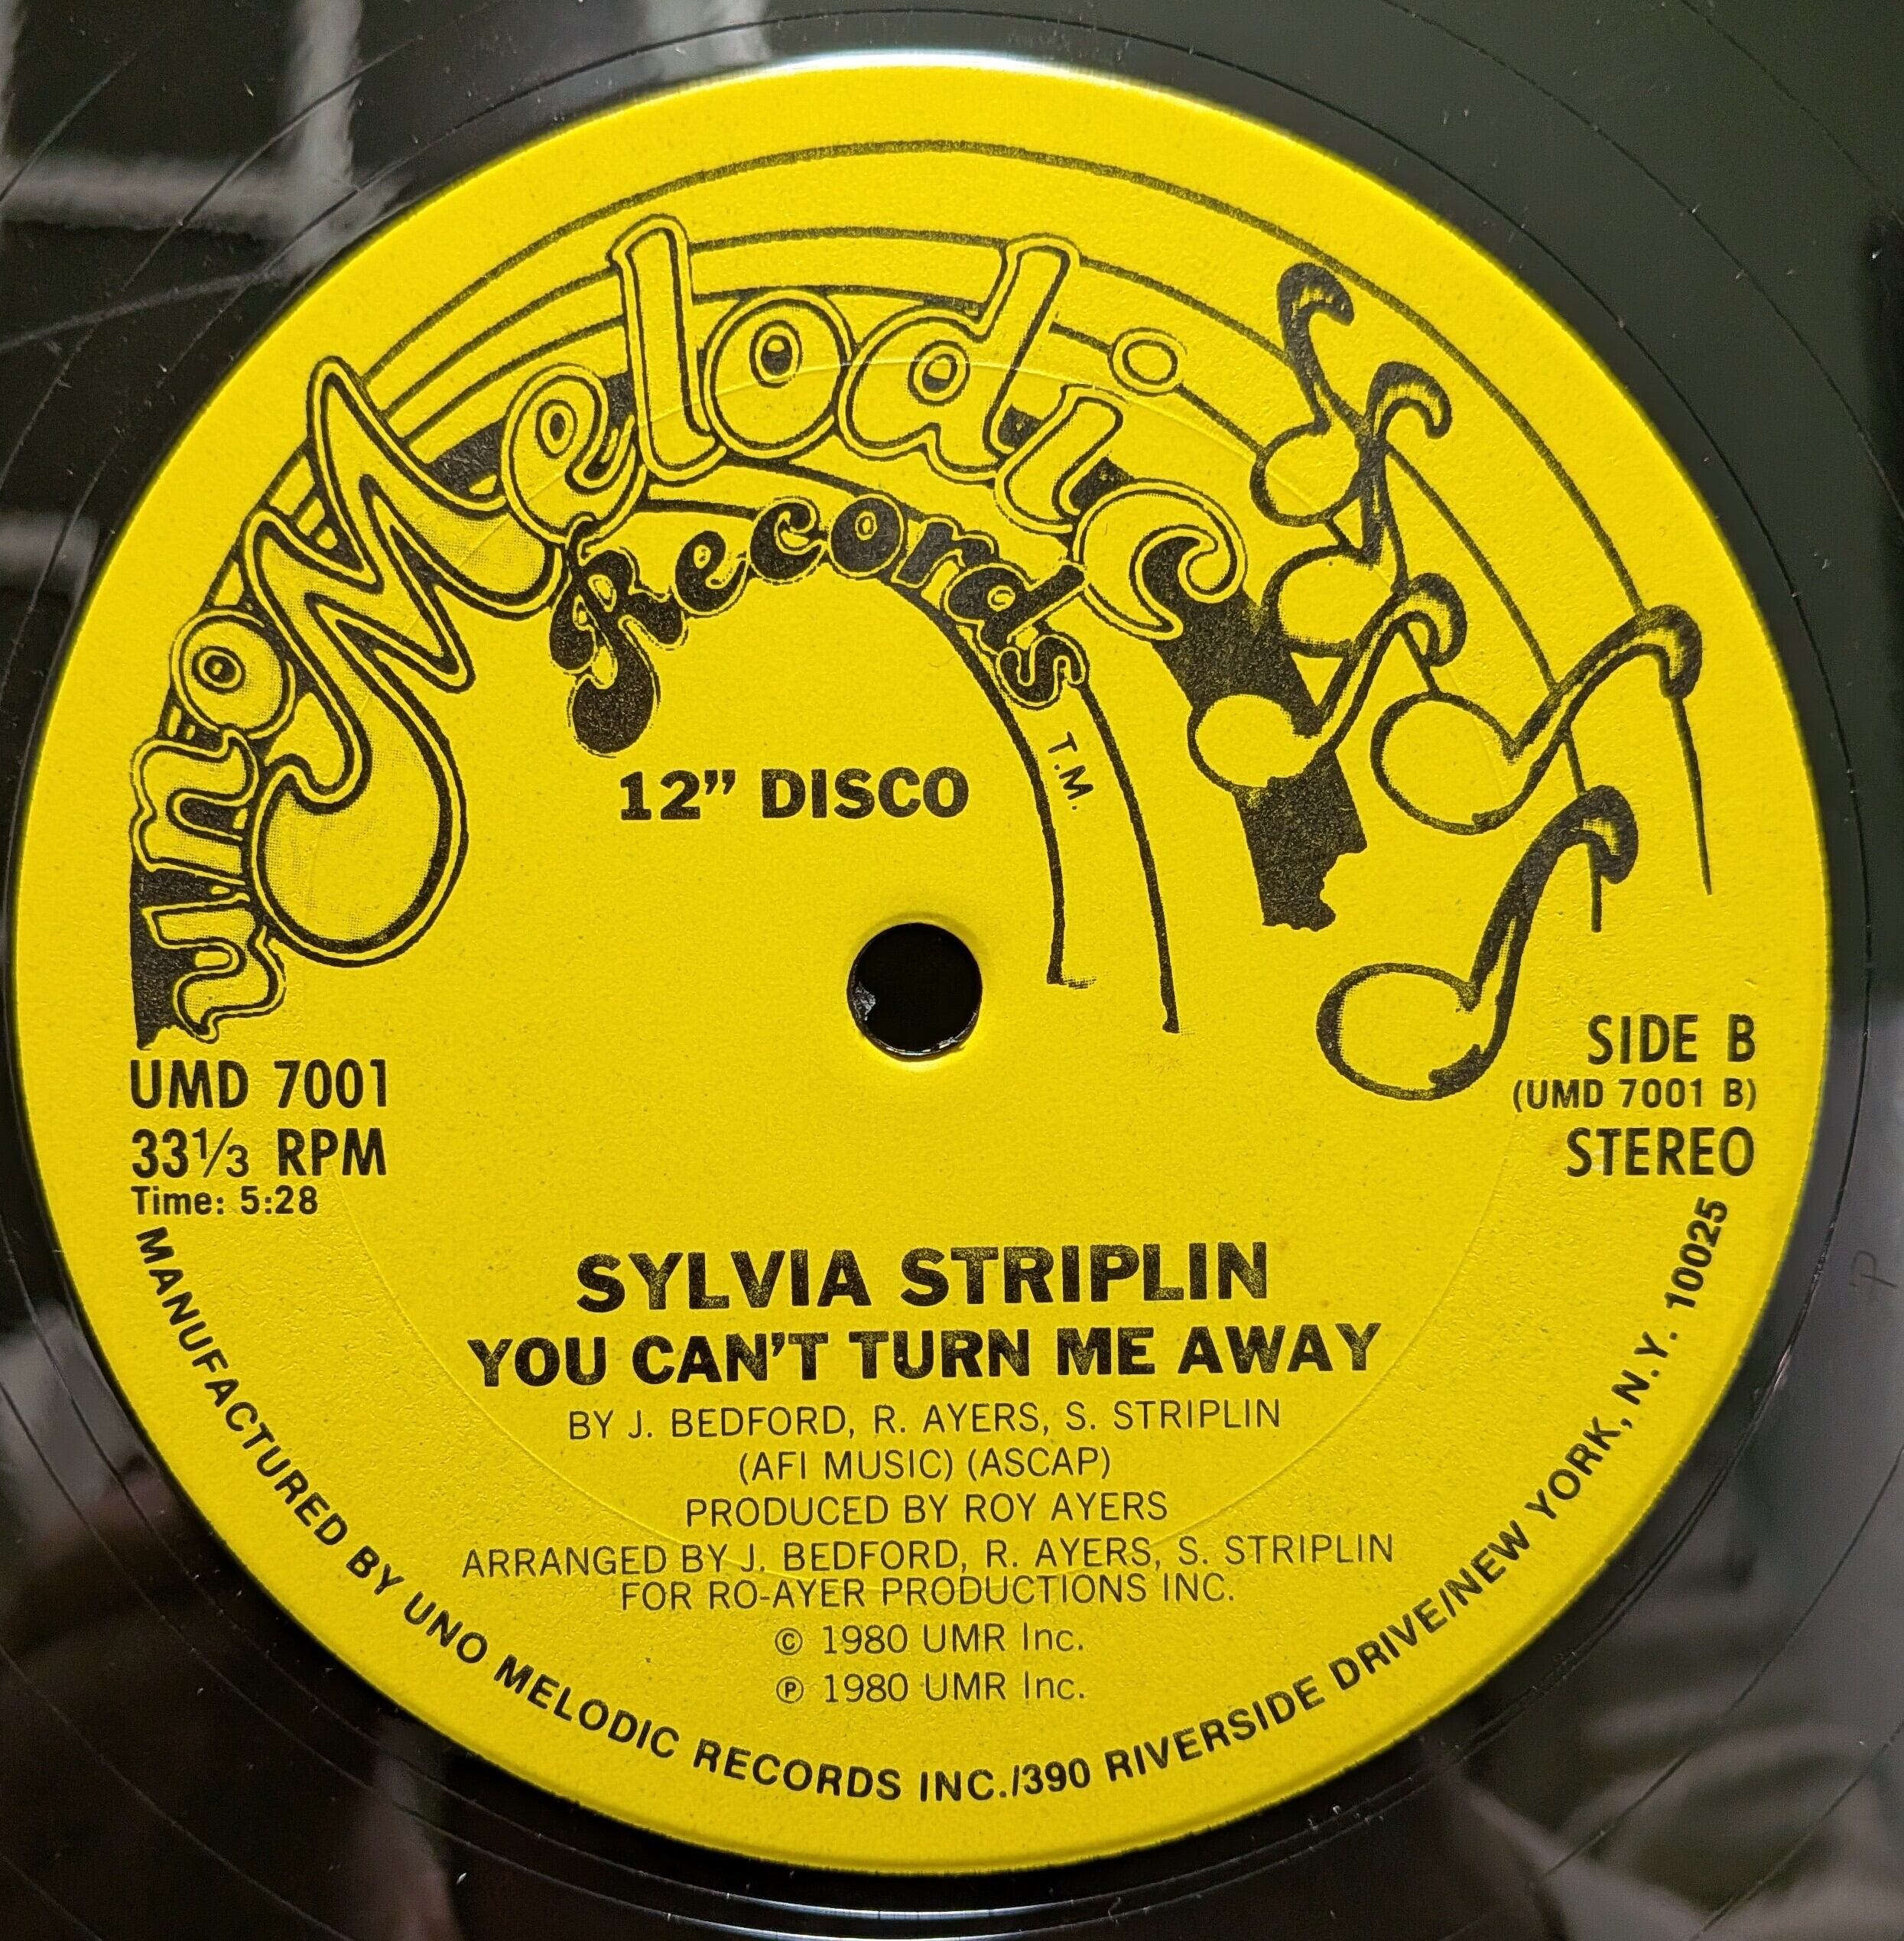 uno Melodic
Records
T.M.
12” DISCO
UMD 7001
33⅓ RPM
Time: 5:28
SIDE B
(UMD 7001 B)
STEREO
SYLVIA STRIPLIN
YOU CAN'T TURN ME AWAY
BY J. BEDFORD, R. AYERS, S. STRIPLIN
(AFI MUSIC) (ASCAP)
PRODUCED BY ROY AYERS
ARRANGED BY J. BEDFORD, R. AYERS, S. STRIPLIN
FOR RO-AYER PRODUCTIONS INC.
© 1980 UMR Inc.
℗ 1980 UMR Inc.
MANUFACTURED BY UNO MELODIC RECORDS INC./390 RIVERSIDE DRIVE/NEW YORK, N.Y. 10025